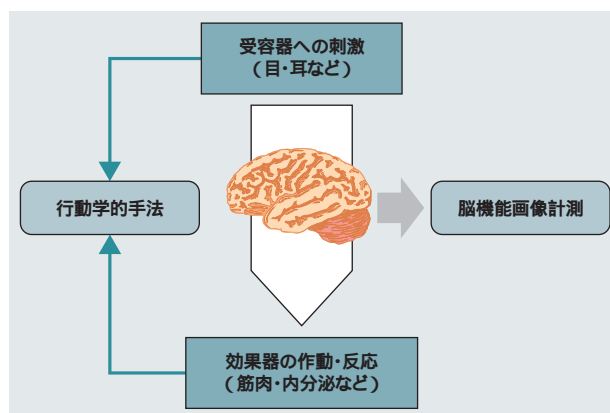 受容器への刺激
(目・耳など)
行動学的手法
脳機能画像計測
効果器の作動・反応
(筋肉・内分泌など)